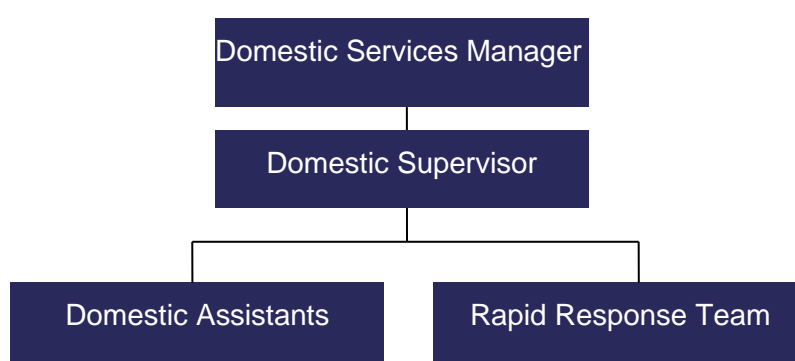 Domestic Services Manager
Domestic Supervisor
Domestic Assistants
Rapid Response Team